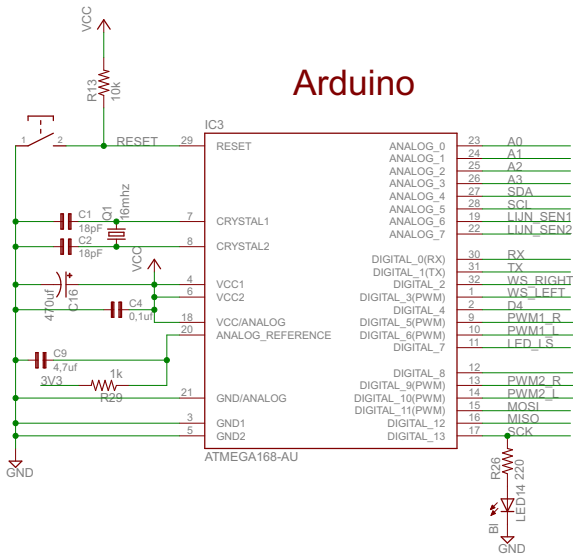 VCC
Arduino
R13
10k
IC3
1
2
RESET
29
RESET
ANALOG_0
23
A0
ANALOG_1
24
A1
ANALOG_2
25
A2
ANALOG_3
26
A3
ANALOG_4
27
SDA
ANALOG_5
28
SCL
C1
18pF
Q1
16mhz
7
CRYSTAL1
ANALOG_6
19
LIJN_SEN1
ANALOG_7
22
LIJN_SEN2
C2
18pF
8
CRYSTAL2
VCC
DIGITAL_0(RX)
30
RX
DIGITAL_1(TX)
31
TX
470uf
C16
4
VCC1
DIGITAL_2
32
WS_RIGHT
6
VCC2
DIGITAL_3(PWM)
1
WS_LEFT
C4
0,1uf
DIGITAL_4
2
D4
18
VCC/ANALOG
DIGITAL_5(PWM)
9
PWM1_R
20
ANALOG_REFERENCE
DIGITAL_6(PWM)
10
PWM1_L
DIGITAL_7
11
LED_LS
C9
4,7uf
1k
3V3
R29
DIGITAL_8
12
DIGITAL_9(PWM)
13
PWM2_R
21
GND/ANALOG
DIGITAL_10(PWM)
14
PWM2_L
DIGITAL_11(PWM)
15
MOSI
3
GND1
DIGITAL_12
16
MISO
5
GND2
DIGITAL_13
17
SCK
ATMEGA168-AU
GND
R26
220
LED14
Bl
GND